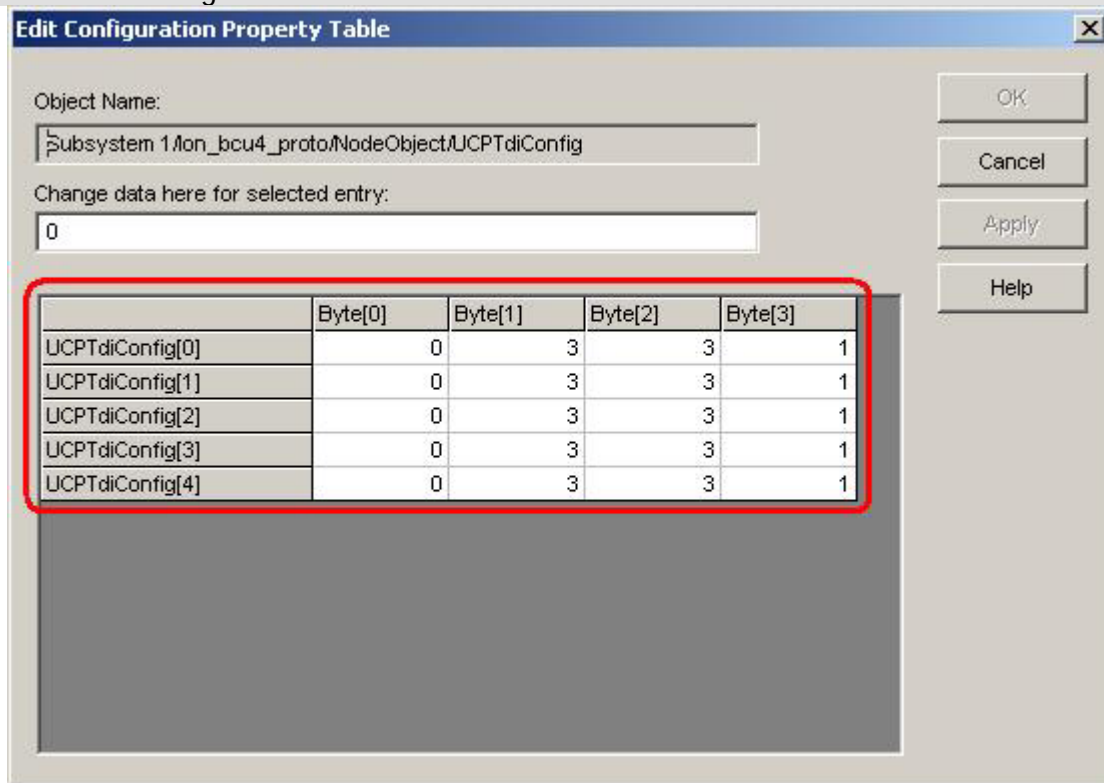 Edit Configuration Property Table
Object Name:
OK
Subsystem 1/lon_bcu4_proto/NodeObject/UCPTdiConfig
Cancel
Change data here for selected entry:
0
Apply
Help
Byte[0] Byte[1] Byte[2] Byte[3]
UCPTdiConfig[0] 0 3 3 1
UCPTdiConfig[1] 0 3 3 1
UCPTdiConfig[2] 0 3 3 1
UCPTdiConfig[3] 0 3 3 1
UCPTdiConfig[4] 0 3 3 1